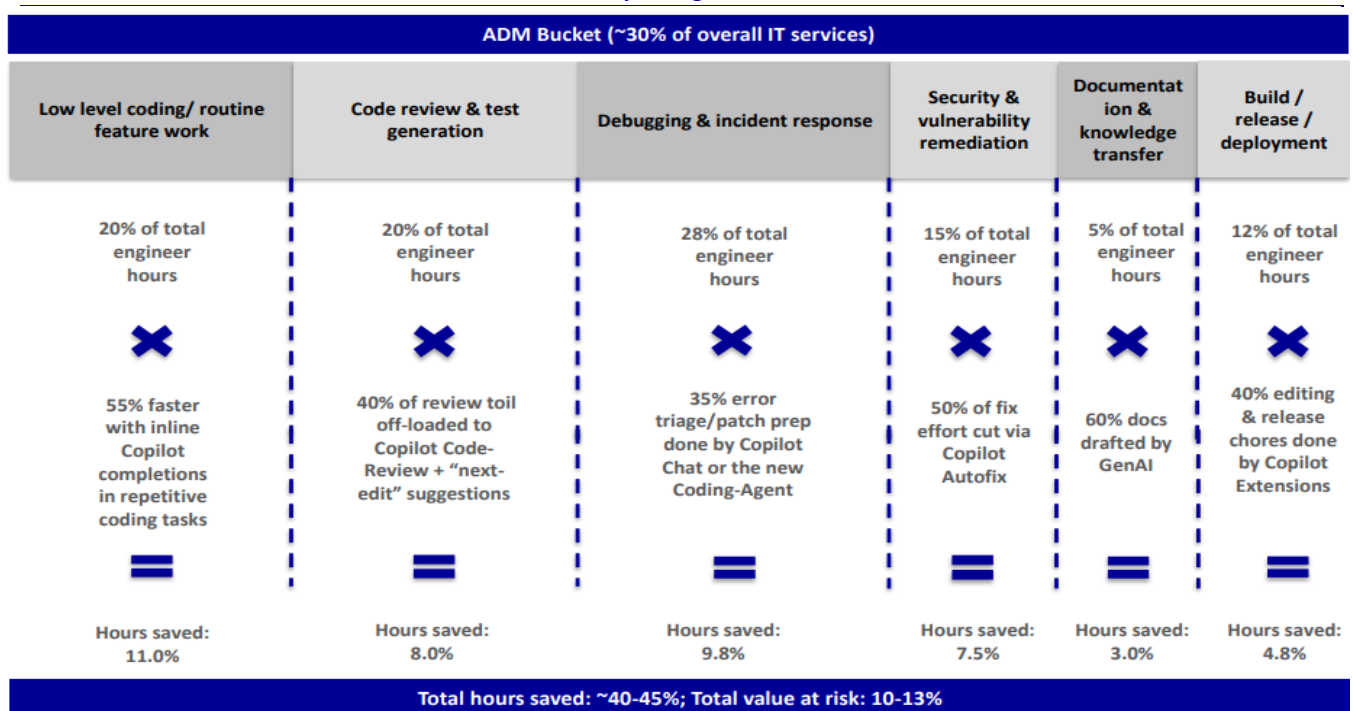 ADM Bucket (~30% of overall IT services)
Low level coding/ routine
feature work
Code review & test
generation
Debugging & incident response
Security &
vulnerability
remediation
Documentat
ion &
knowledge
transfer
Build /
release /
deployment
20% of total
engineer
hours
20% of total
engineer
hours
28% of total
engineer
hours
15% of total
engineer
hours
5% of total
engineer
hours
12% of total
engineer
hours
55% faster
with inline
Copilot
completions
in repetitive
coding tasks
40% of review toil
off-loaded to
Copilot Code-
Review + “next-
edit” suggestions
35% error
triage/patch prep
done by Copilot
Chat or the new
Coding-Agent
50% of fix
effort cut via
Copilot
Autofix
60% docs
drafted by
GenAI
40% editing
& release
chores done
by Copilot
Extensions
Hours saved:
11.0%
Hours saved:
8.0%
Hours saved:
9.8%
Hours saved:
7.5%
Hours saved:
3.0%
Hours saved:
4.8%
Total hours saved: ~40-45%; Total value at risk: 10-13%